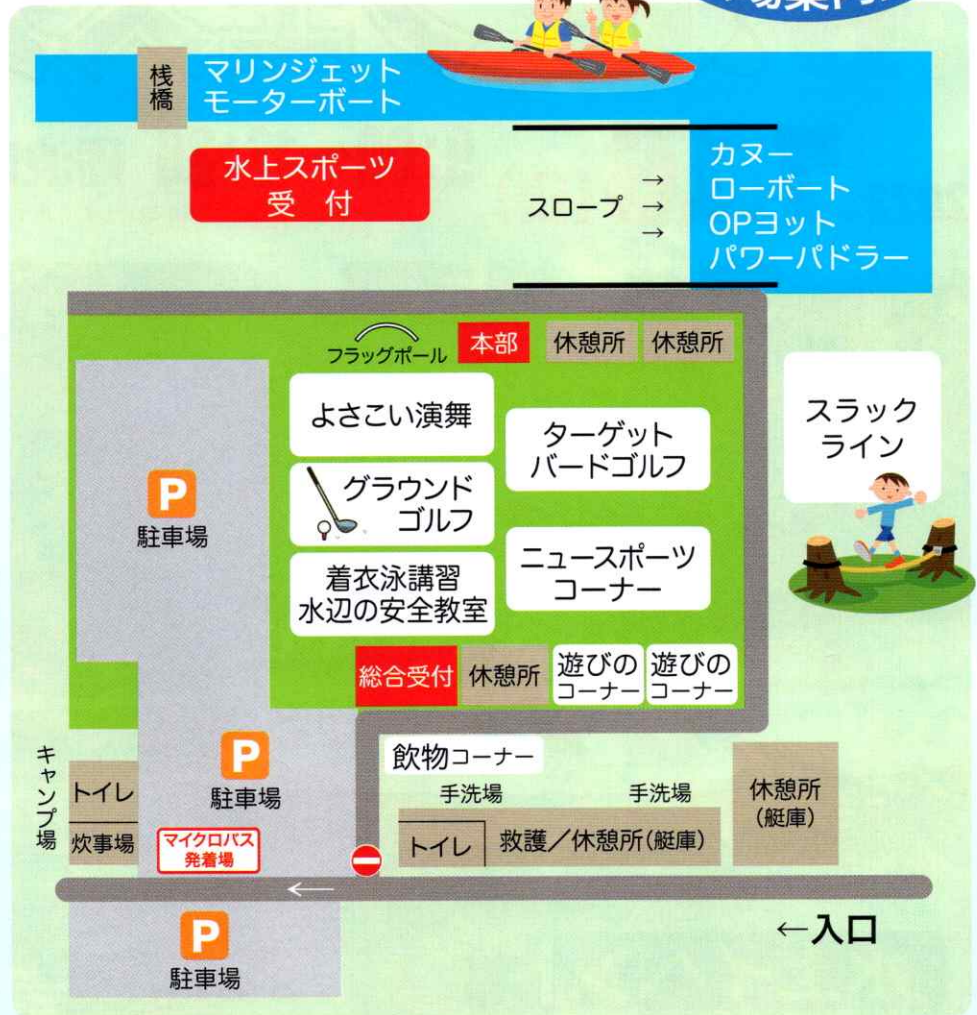 桟橋
マリンジェット
モーターボート
水上スポーツ
受 付
スロープ
→
→
→
カヌー
ローボート
OPヨット
パワーパドラー
フラッグポール
本部
休憩所
休憩所
よさこい演舞
ターゲット
バードゴルフ
スラック
ライン
グラウンド
ゴルフ
P
駐車場
着衣泳講習
水辺の安全教室
ニュースポーツ
コーナー
総合受付
休憩所
遊びの
コーナー
遊びの
コーナー
キャンプ場
トイレ
炊事場
P
駐車場
マイクロバス
発着場
飲物コーナー
手洗場
手洗場
トイレ
救護/休憩所(艇庫)
休憩所
(艇庫)
←
←入口
P
駐車場